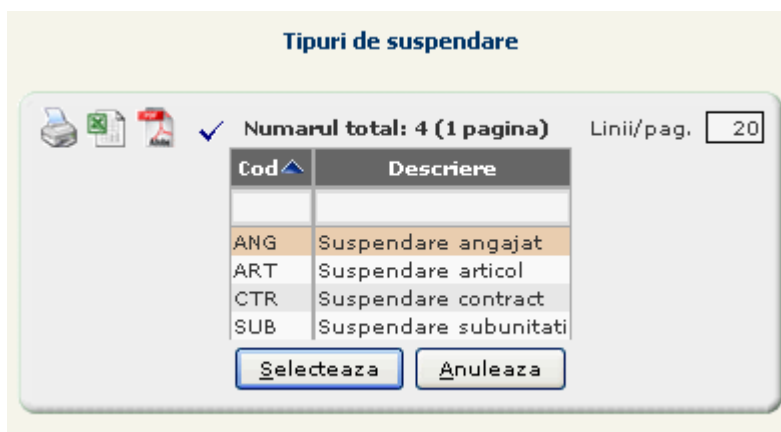 Tipuri de suspendare
Numarul total: 4 (1 pagina) Linii/pag. 20
Cod Descriere
ANG Suspendare angajat
ART Suspendare articol
CTR Suspendare contract
SUB Suspendare subunitati
Selecteaza Anuleaza